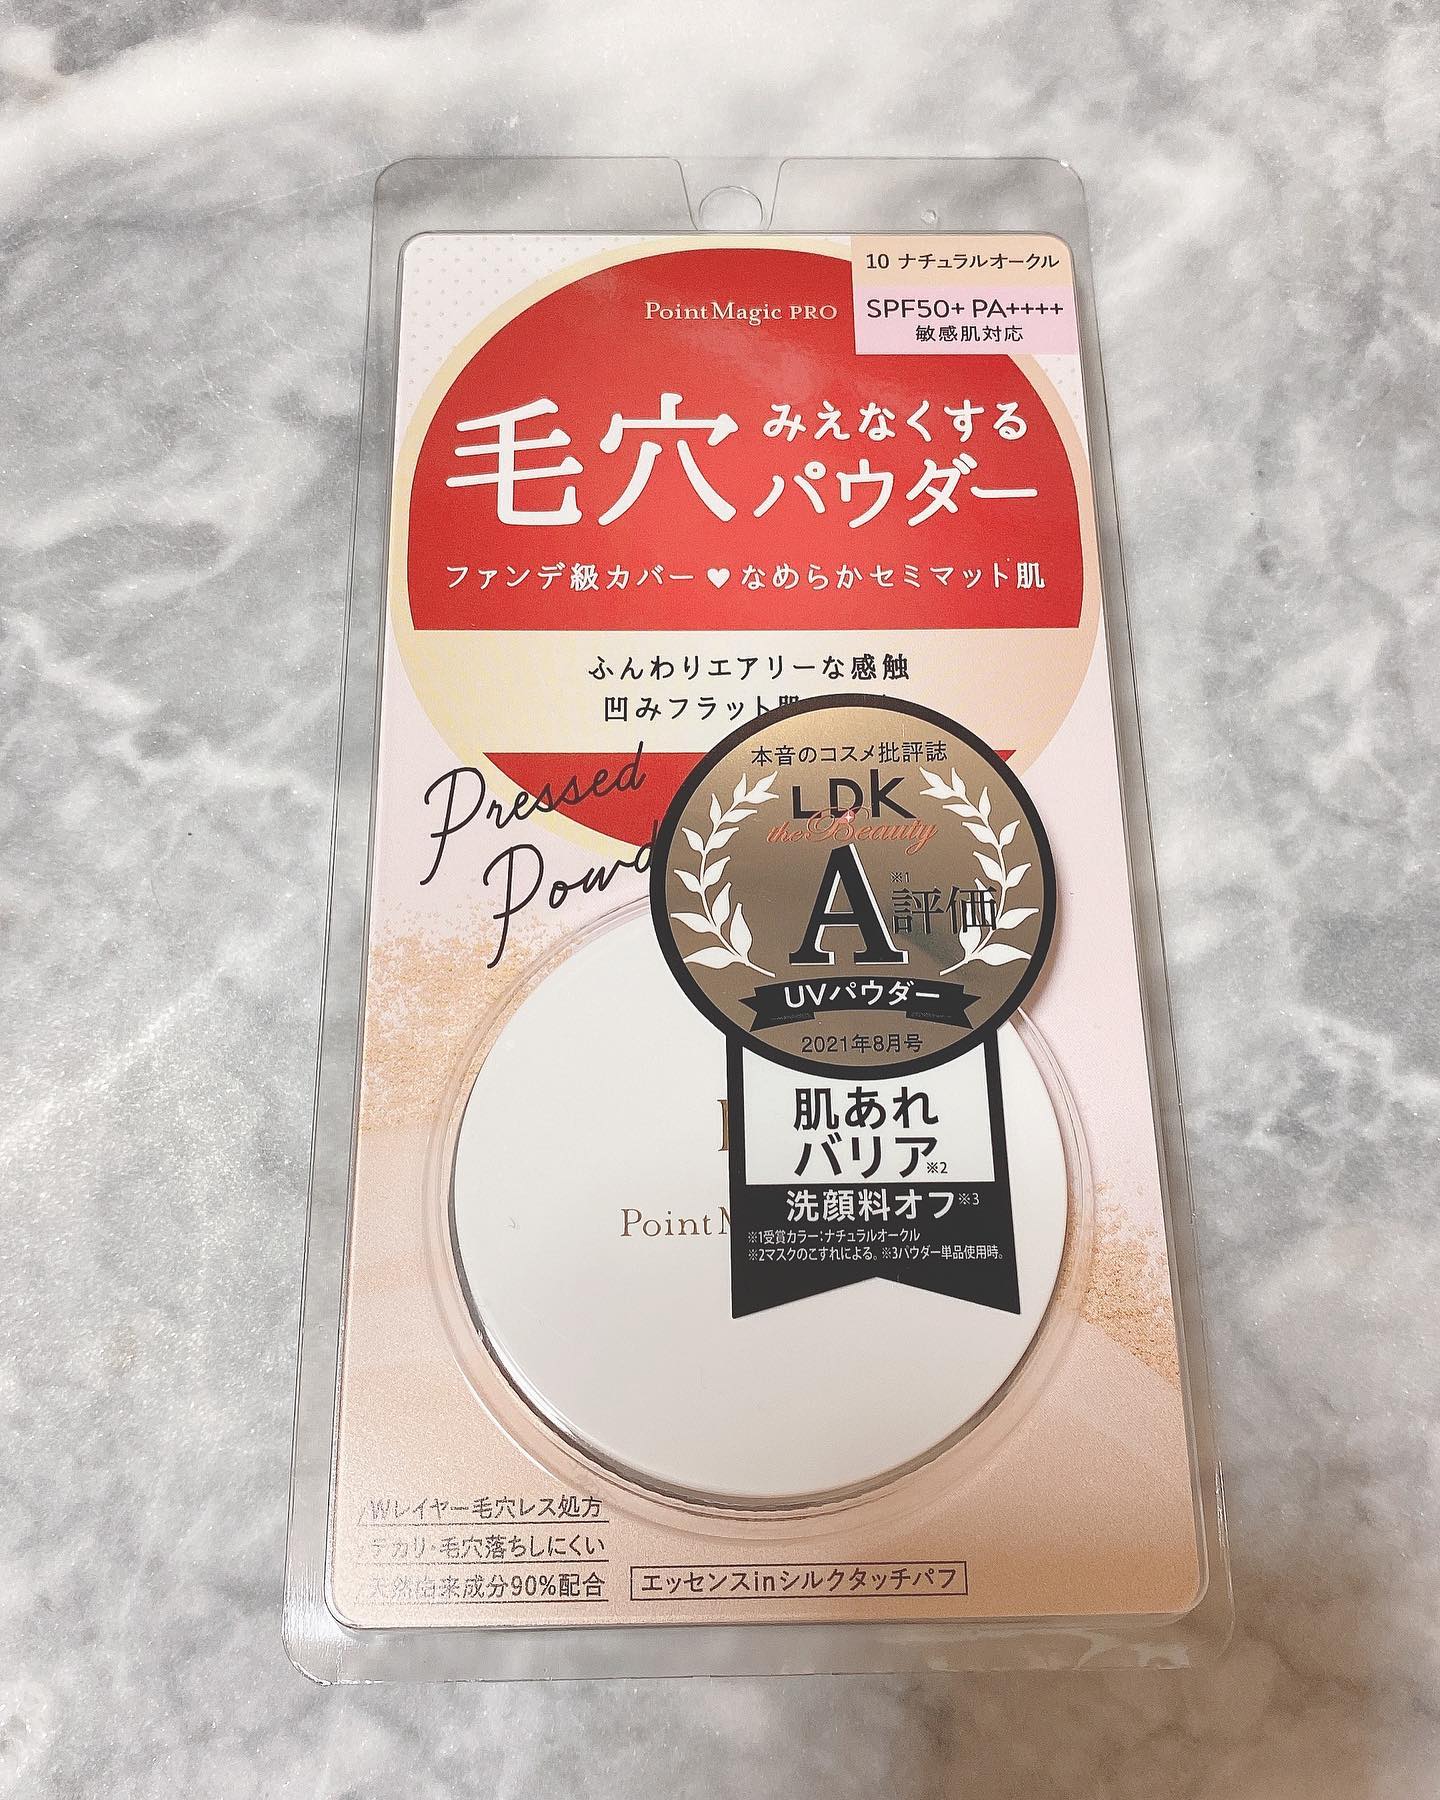 10 ナチュラルオークル
SPF50+ PA++++
敏感肌対応
PointMagic PRO
毛穴みえなくする
パウダー
ファンデ級カバー♥なめらかセミマット肌
ふんわりエアリーな感触
凹みフラット肌
Pressed
Powd
本音のコスメ批評誌
LDK
the Beauty
A※1評価
UVパウダー
2021年8月号
肌あれ
バリア※2
洗顔料オフ※3
※1受賞カラー:ナチュラルオークル
※2マスクのこすれによる。※3パウダー単品使用時。
Point
Wレイヤー毛穴レス処方
テカリ・毛穴落ちしにくい
天然由来成分90%配合
エッセンスinシルクタッチパフ